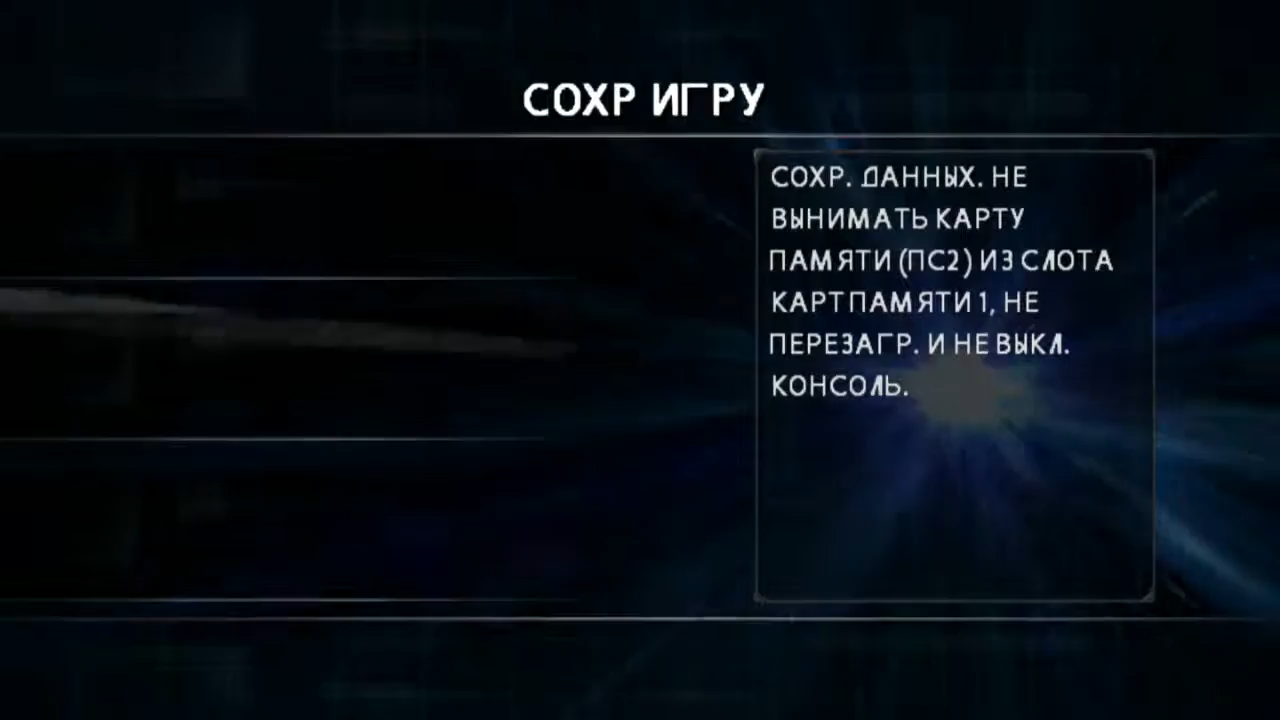 СОХР ИГРУ
СОХР. ДАННЫХ. НЕ
ВЫНИМАТЬ КАРТУ
ПАМЯТИ (ПС2) ИЗ СЛОТА
КАРТ ПАМЯТИ 1, НЕ
ПЕРЕЗАГР. И НЕ ВЫКЛ.
КОНСОЛЬ.